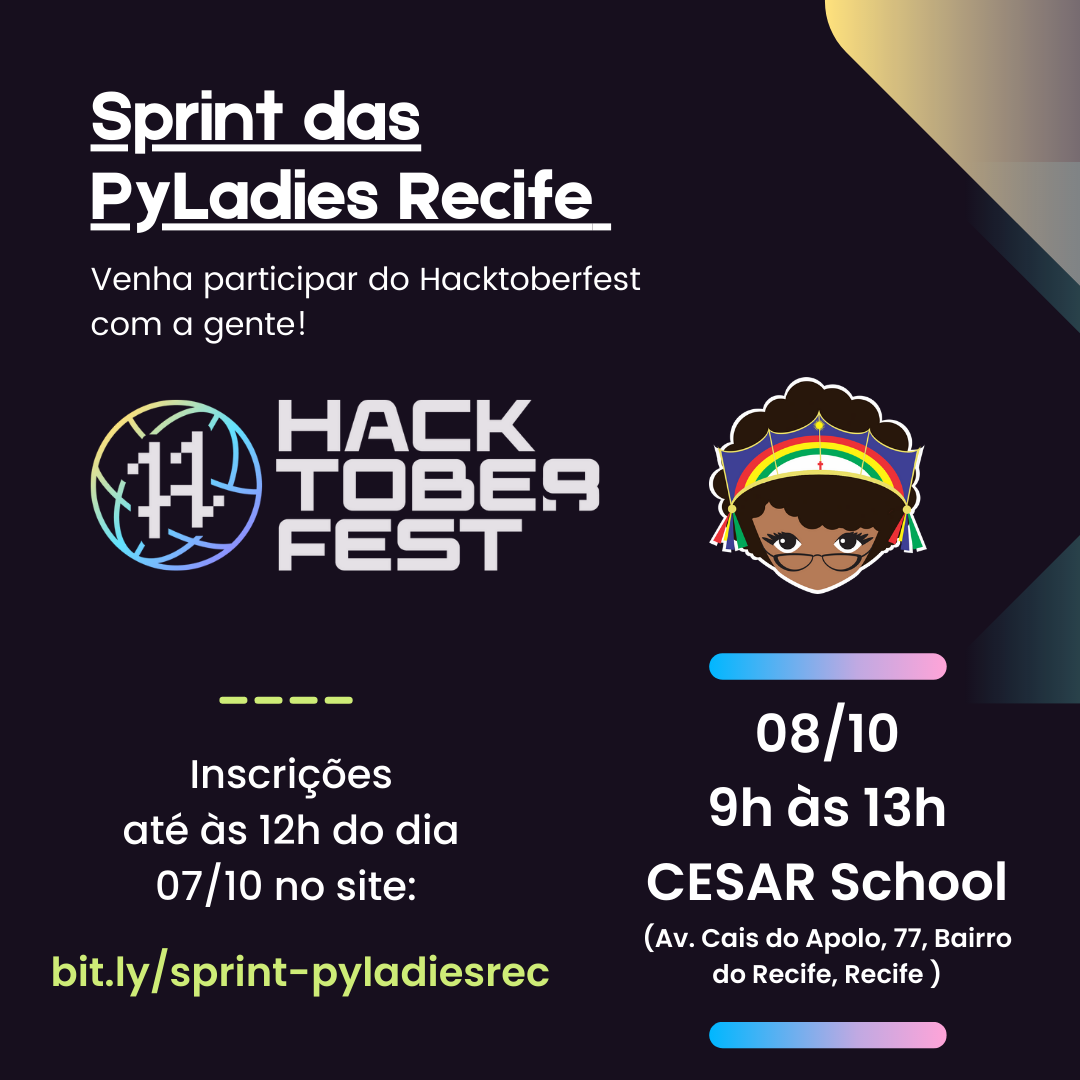 Sprint das
PyLadies Recife
Venha participar do Hacktoberfest
com a gente!
HACK
TOBER
FEST
Inscrições
até às 12h do dia
07/10 no site:
bit.ly/sprint-pyladiesrec
08/10
9h às 13h
CESAR School
(Av. Cais do Apolo, 77, Bairro
do Recife, Recife )